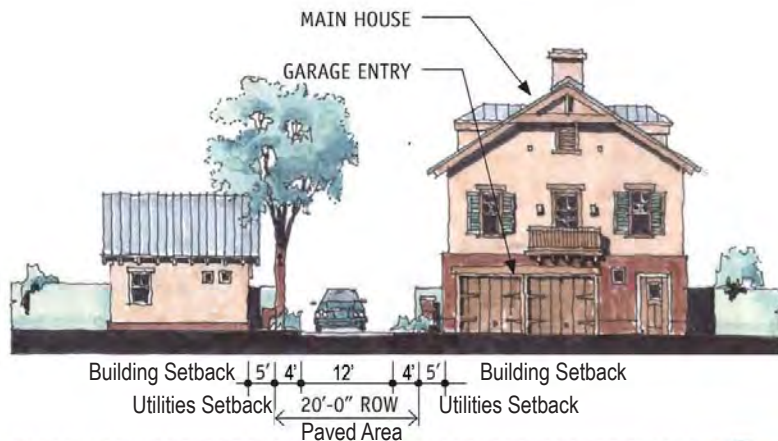 MAIN HOUSE
GARAGE ENTRY
Building Setback 5' 4' 12' 4' 5' Building Setback
Utilities Setback 20'-0" ROW Utilities Setback
Paved Area